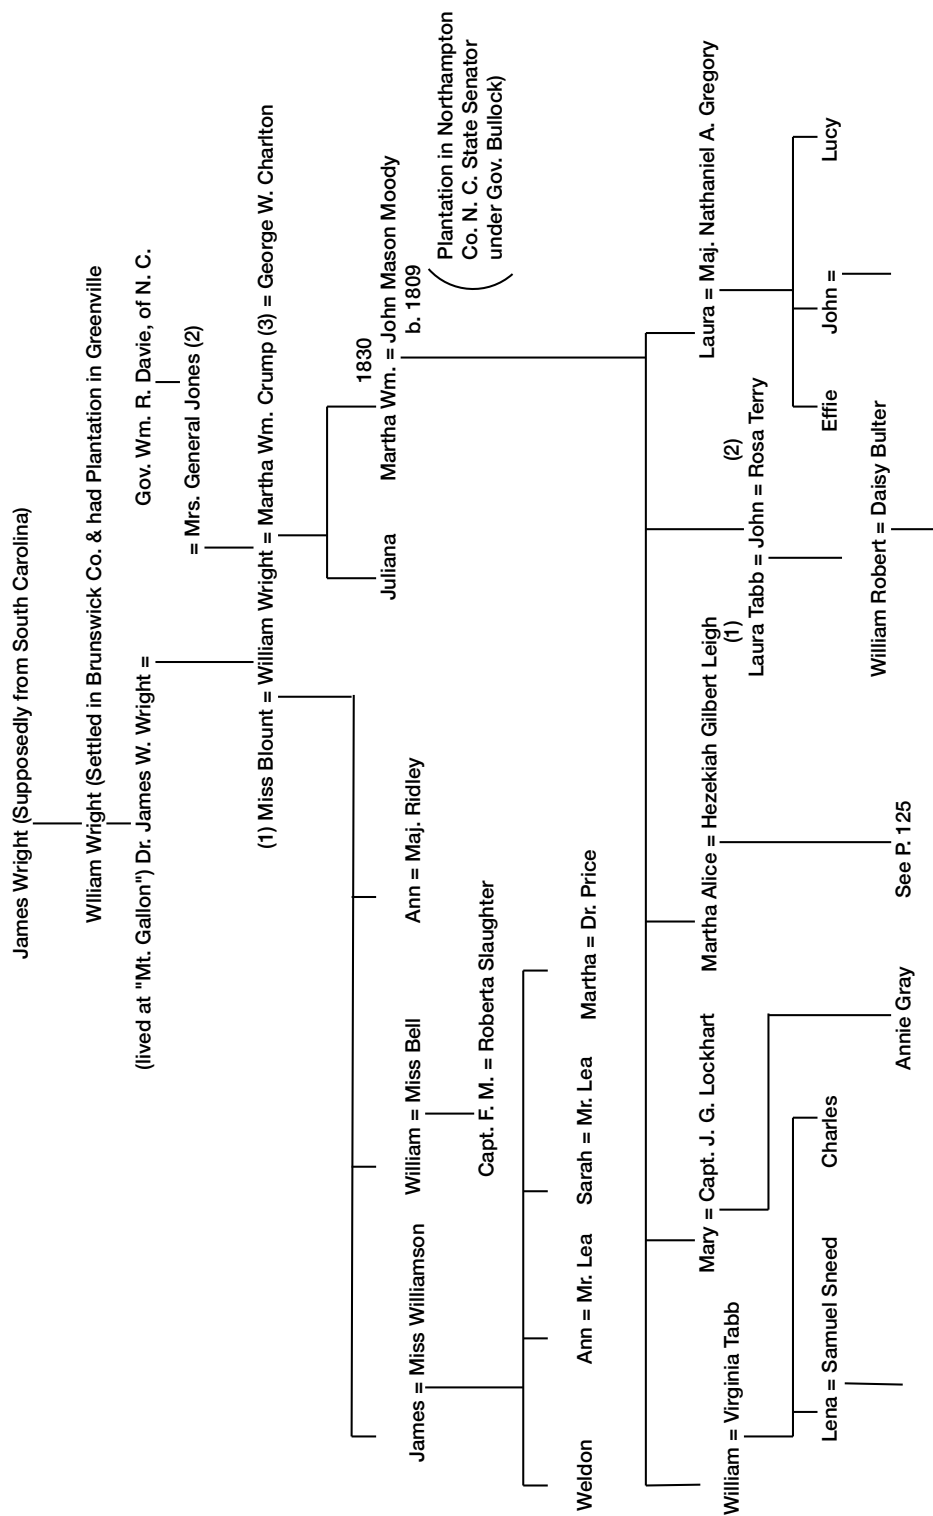 James Wright (Supposedly from South Carolina)
Wlliam Wright (Settled in Brunswick Co. & had Plantation in Greenville
(lived at "Mt. Gallon") Dr. James W. Wright =
Gov. Wm. R. Davie, of N. C.
= Mrs. General Jones (2)
(1) Miss Blount = William Wright = Martha Wm. Crump (3) = George W. Charlton
1830
Juliana
Martha Wm. = John Mason Moody
b. 1809
Plantation in Northampton
Co. N. C. State Senator
under Gov. Bullock)
James = Miss Williamson
William = Miss Bell
Ann = Maj. Ridley
Capt. F. M. = Roberta Slaughter
Weldon
Ann = Mr. Lea
Sarah = Mr. Lea
Martha = Dr. Price
William = Virginia Tabb
Mary = Capt. J. G. Lockhart
Martha Alice = Hezekiah Gilbert Leigh
Laura = Maj. Nathaniel A. Gregory
(1)
(2)
Laura Tabb = John = Rosa Terry
Lena = Samuel Sneed
Charles
Effie
John =
Lucy
Annie Gray
See P. 125
William Robert = Daisy Bulter